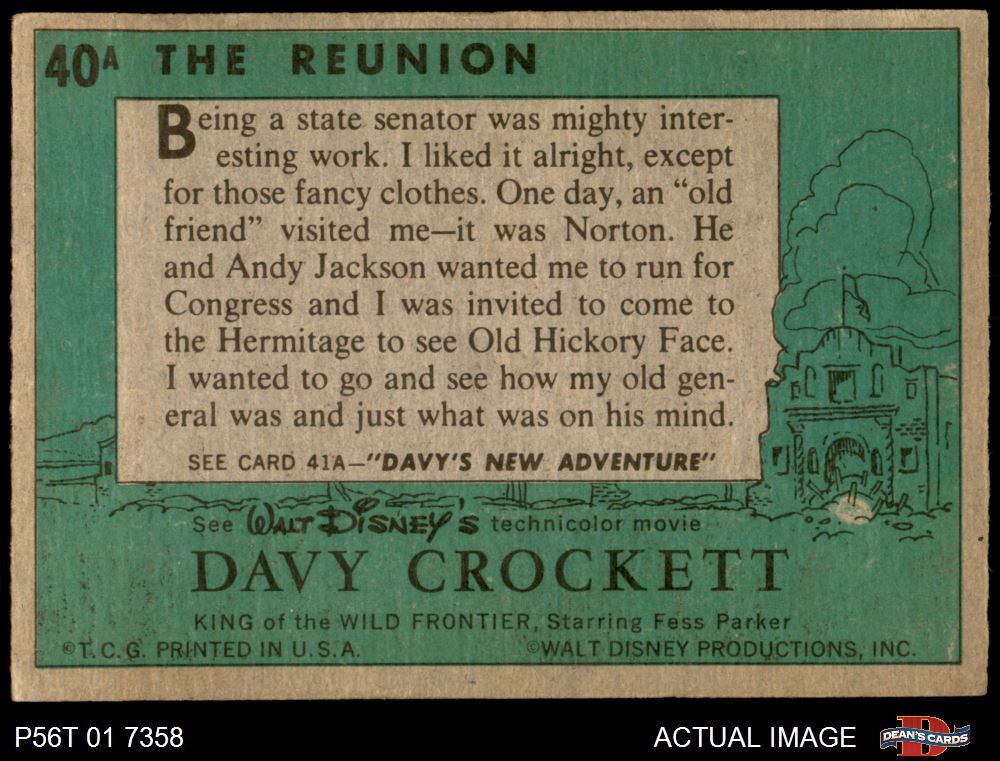 40A THE REUNION
Being a state senator was mighty inter-
esting work. I liked it alright, except
for those fancy clothes. One day, an “old
friend” visited me—it was Norton. He
and Andy Jackson wanted me to run for
Congress and I was invited to come to
the Hermitage to see Old Hickory Face.
I wanted to go and see how my old gen-
eral was and just what was on his mind.
SEE CARD 41A—"DAVY'S NEW ADVENTURE"
See WALT DISNEY'S technicolor movie
DAVY CROCKETT
KING of the WILD FRONTIER, Starring Fess Parker
©T.C.G. PRINTED IN U.S.A. ©WALT DISNEY PRODUCTIONS, INC.
P56T 01 7358 ACTUAL IMAGE DEAN'S CARDS